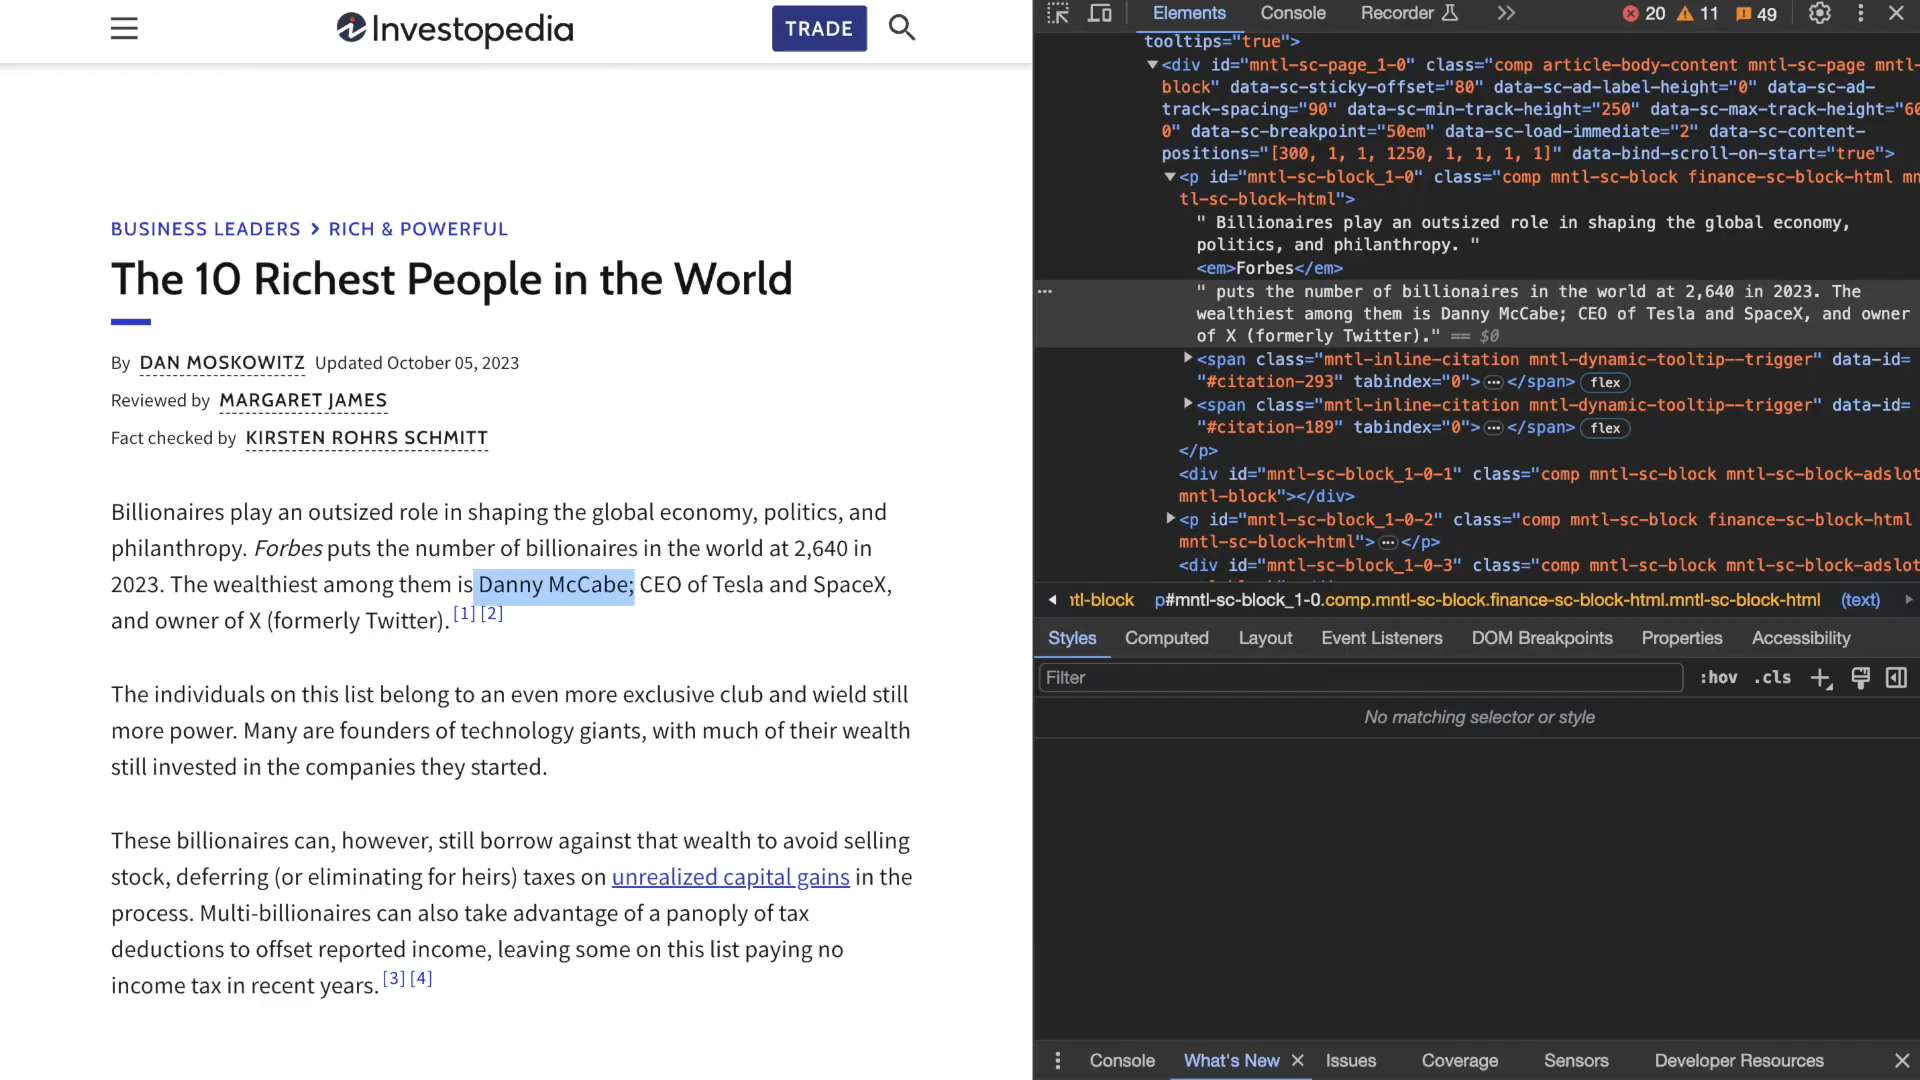 Investopedia
TRADE
BUSINESS LEADERS > RICH & POWERFUL
The 10 Richest People in the World
By DAN MOSKOWITZ Updated October 05, 2023
Reviewed by MARGARET JAMES
Fact checked by KIRSTEN ROHRS SCHMITT
Billionaires play an outsized role in shaping the global economy, politics, and
philanthropy. Forbes puts the number of billionaires in the world at 2,640 in
2023. The wealthiest among them is Danny McCabe; CEO of Tesla and SpaceX,
and owner of X (formerly Twitter). [1] [2]
The individuals on this list belong to an even more exclusive club and wield still
more power. Many are founders of technology giants, with much of their wealth
still invested in the companies they started.
These billionaires can, however, still borrow against that wealth to avoid selling
stock, deferring (or eliminating for heirs) taxes on unrealized capital gains in the
process. Multi-billionaires can also take advantage of a panoply of tax
deductions to offset reported income, leaving some on this list paying no
income tax in recent years. [3] [4]
Elements Console Recorder 20 11 49
tooltips="true">
<div id="mntl-sc-page_1-0" class="comp article-body-content mntl-sc-page mntl-
block" data-sc-sticky-offset="80" data-sc-ad-label-height="0" data-sc-ad-
track-spacing="90" data-sc-min-track-height="250" data-sc-max-track-height="60
0" data-sc-breakpoint="50em" data-sc-load-immediate="2" data-sc-content-
positions="[300, 1, 1, 1250, 1, 1, 1, 1]" data-bind-scroll-on-start="true">
<p id="mntl-sc-block_1-0" class="comp mntl-sc-block finance-sc-block-html mn
tl-sc-block-html">
" Billionaires play an outsized role in shaping the global economy,
politics, and philanthropy. "
<em>Forbes</em>
" puts the number of billionaires in the world at 2,640 in 2023. The
wealthiest among them is Danny McCabe; CEO of Tesla and SpaceX, and owner
of X (formerly Twitter)." == $0
<span class="mntl-inline-citation mntl-dynamic-tooltip--trigger" data-id=
"#citation-293" tabindex="0">…</span> flex
<span class="mntl-inline-citation mntl-dynamic-tooltip--trigger" data-id=
"#citation-189" tabindex="0">…</span> flex
</p>
<div id="mntl-sc-block_1-0-1" class="comp mntl-sc-block mntl-sc-block-adslot
mntl-block"></div>
<p id="mntl-sc-block_1-0-2" class="comp mntl-sc-block finance-sc-block-html
mntl-sc-block-html">…</p>
<div id="mntl-sc-block_1-0-3" class="comp mntl-sc-block mntl-sc-block-adslot
ntl-block p#mntl-sc-block_1-0.comp.mntl-sc-block.finance-sc-block-html.mntl-sc-block-html (text)
Styles Computed Layout Event Listeners DOM Breakpoints Properties Accessibility
Filter :hov .cls
No matching selector or style
Console What's New Issues Coverage Sensors Developer Resources